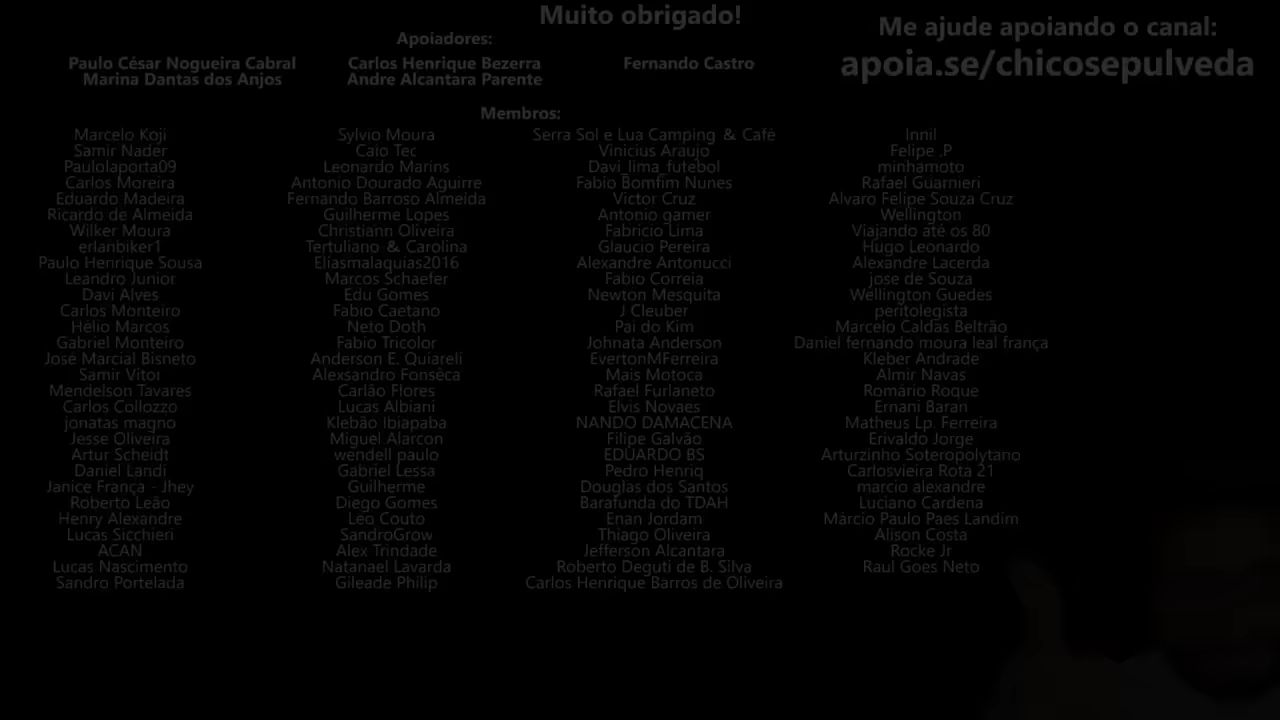 Muito obrigado!
Me ajude apoiando o canal:
apoia.se/chicosepulveda
Apoiadores:
Paulo César Nogueira Cabral
Marina Dantas dos Anjos
Carlos Henrique Bezerra
Andre Alcantara Parente
Fernando Castro
Membros:
Marcelo Koji
Samir Nader
Paulolaporta09
Carlos Moreira
Eduardo Madeira
Ricardo de Almeida
Wilker Moura
erlanbiker1
Paulo Henrique Sousa
Leandro Junior
Davi Alves
Carlos Monteiro
Hélio Marcos
Gabriel Monteiro
José Marcial Bisneto
Samir Vitor
Mendelson Tavares
Carlos Collozzo
jonatas magno
Jesse Oliveira
Artur Scheidt
Daniel Landi
Janice França - Jhey
Roberto Leão
Henry Alexandre
Lucas Sicchieri
ACAN
Lucas Nascimento
Sandro Portelada
Sylvio Moura
Caio Tec
Leonardo Marins
Antonio Dourado Aguirre
Fernando Barroso Almeida
Guilherme Lopes
Christiann Oliveira
Tertuliano & Carolina
Elíasmalaquias2016
Marcos Schaefer
Edu Gomes
Fabio Caetano
Neto Doth
Fabio Tricolor
Anderson E. Quiareli
Alexsandro Fonsêca
Carlão Flores
Lucas Albiani
Klebão Ibiapaba
Miguel Alarcon
wendell paulo
Gabriel Lessa
Guilherme
Diego Gomes
Léo Couto
SandroGrow
Alex Trindade
Natanael Lavarda
Gileade Philip
Serra Sol e Lua Camping & Café
Vinicius Araujo
Davi_lima_futebol
Fabio Bomfim Nunes
Victor Cruz
Antonio gamer
Fabricio Lima
Glaucio Pereira
Alexandre Antonucci
Fabio Correia
Newton Mesquita
J Cleuber
Pai do Kim
Johnata Anderson
EvertonMFerreira
Mais Motoca
Rafael Furlaneto
Elvis Novaes
NANDO DAMACENA
Filipe Galvão
EDUARDO BS
Pedro Henriq
Douglas dos Santos
Barafunda do TDAH
Enan Jordam
Thiago Oliveira
Jefferson Alcantara
Roberto Deguti de B. Silva
Carlos Henrique Barros de Oliveira
Innil
Felipe .P
minhamoto
Rafael Guarnieri
Alvaro Felipe Souza Cruz
Wellington
Viajando até os 80
Hugo Leonardo
Alexandre Lacerda
jose de Souza
Wellington Guedes
peritolegista
Marcelo Caldas Beltrão
Daniel fernando moura leal frança
Kleber Andrade
Almir Navas
Romário Roque
Ernani Baran
Matheus Lp. Ferreira
Erivaldo Jorge
Arturzinho Soteropolytano
Carlosvieira Rota 21
marcio alexandre
Luciano Cardena
Márcio Paulo Paes Landim
Alison Costa
Rocke Jr
Raul Goes Neto